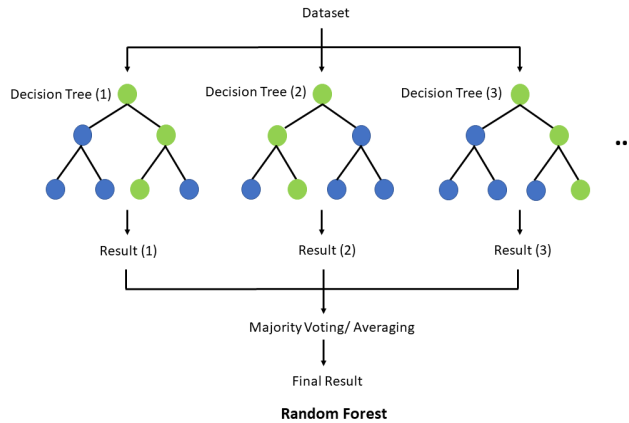 Dataset
Decision Tree (1)
Decision Tree (2)
Decision Tree (3)
..
Result (1)
Result (2)
Result (3)
Majority Voting/ Averaging
Final Result
Random Forest